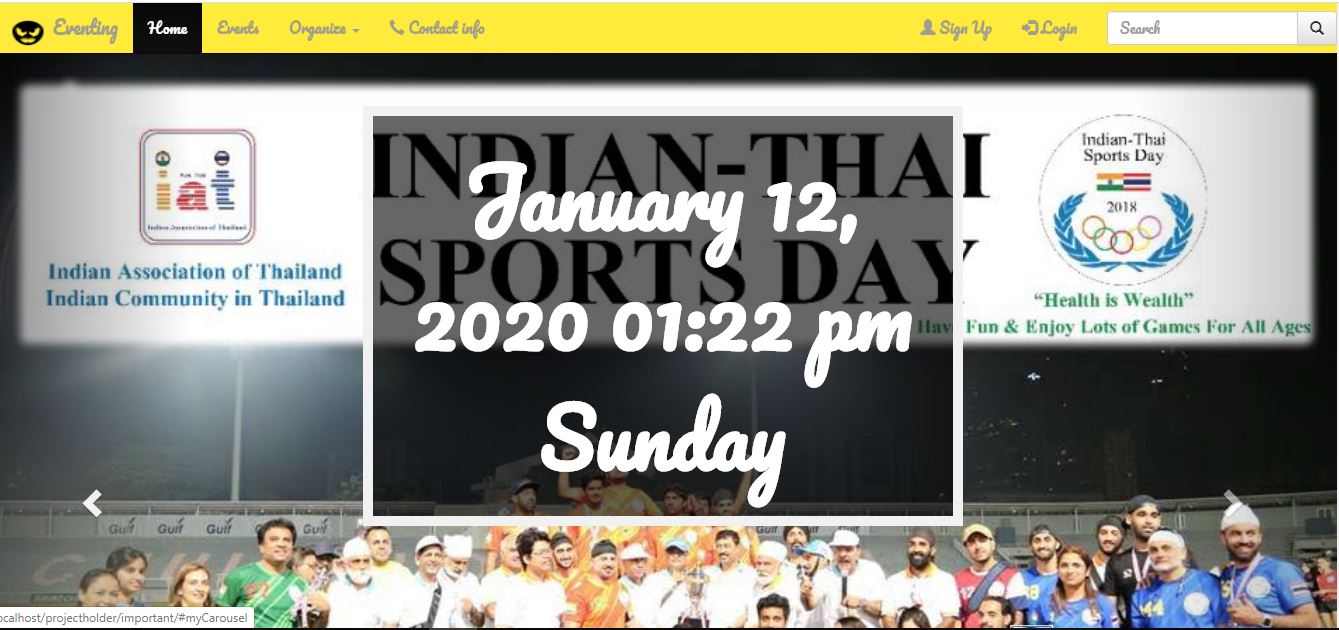 Eventing
Home
Events
Organize
Contact info
Sign Up
Login
Search
INDIAN-THAI
SPORTS DAY
January 12,
2020 01:22 pm
Sunday
iat
Indian Association of Thailand
Indian Association of Thailand
Indian Community in Thailand
Indian-Thai
Sports Day
2018
“Health is Wealth”
Have Fun & Enjoy Lots of Games For All Ages
Gulf Gulf Gulf Gulf
Gulf
44
ocalhost/projectholder/important/#myCarousel